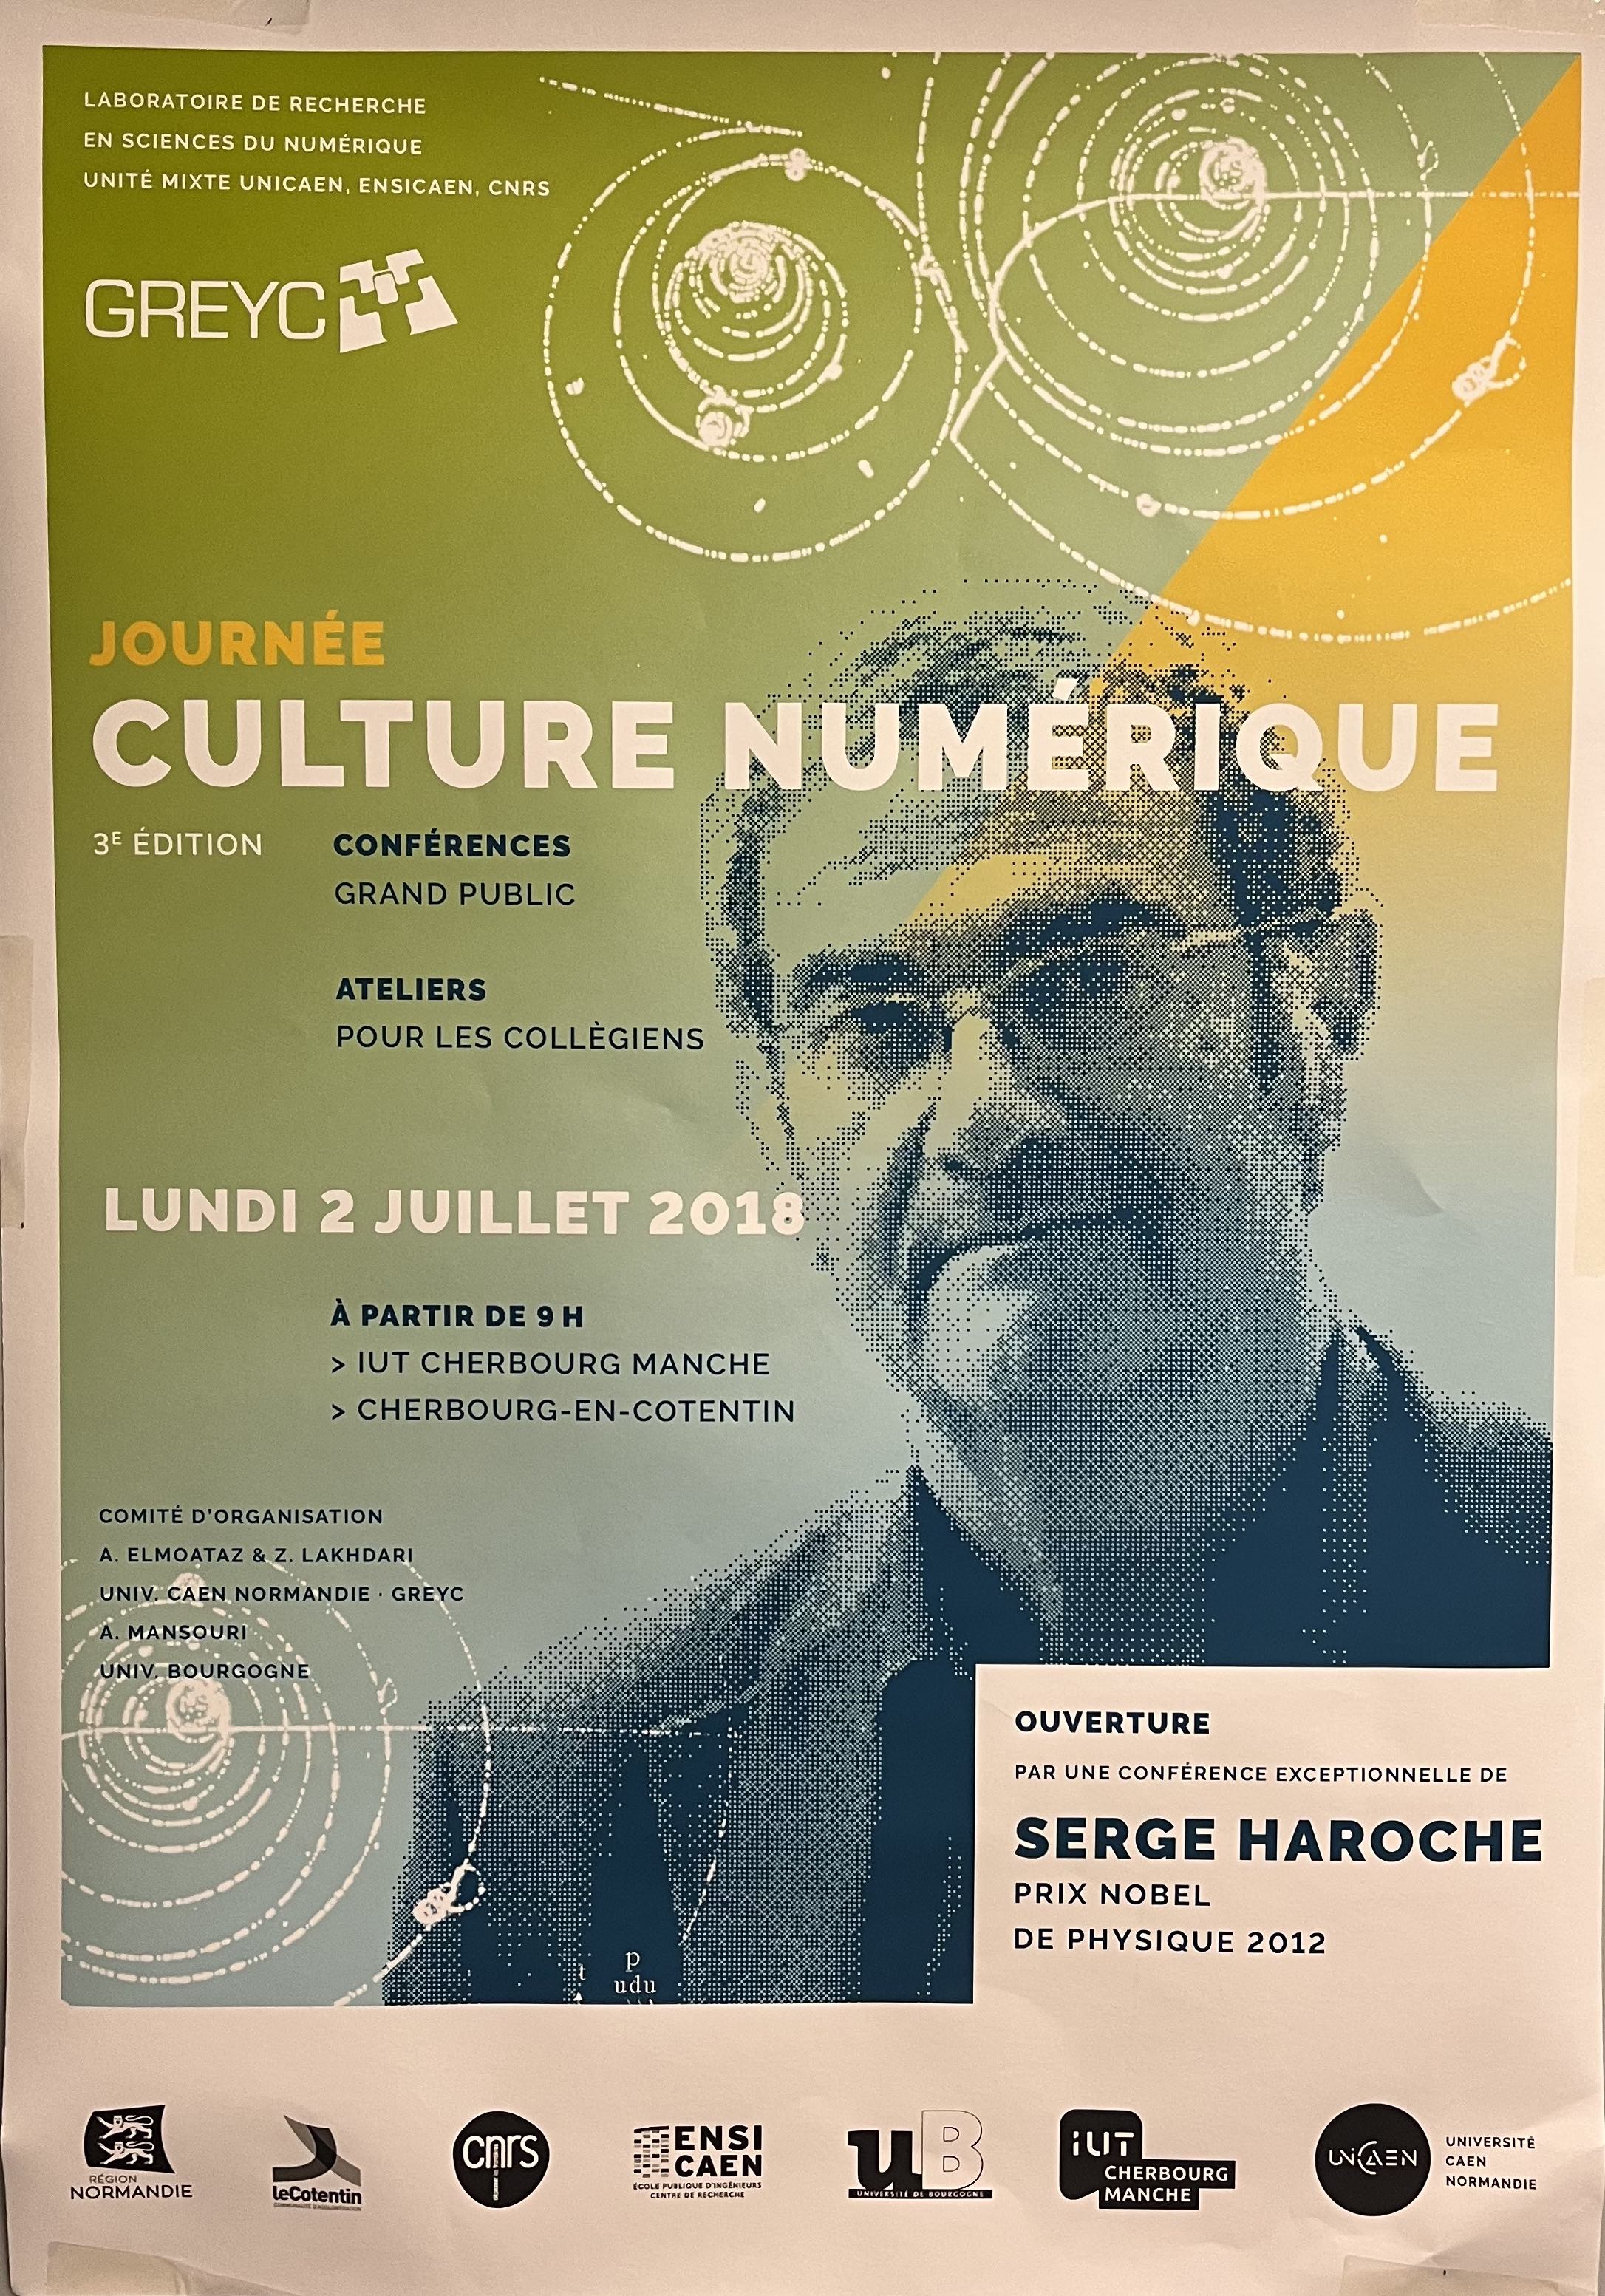 LABORATOIRE DE RECHERCHE
EN SCIENCES DU NUMÉRIQUE
UNITÉ MIXTE UNICAEN, ENSICAEN, CNRS
GREYC
JOURNÉE
CULTURE NUMÉRIQUE
3E ÉDITION
CONFÉRENCES
GRAND PUBLIC
ATELIERS
POUR LES COLLÈGIENS
LUNDI 2 JUILLET 2018
À PARTIR DE 9 H
> IUT CHERBOURG MANCHE
> CHERBOURG-EN-COTENTIN
COMITÉ D'ORGANISATION
A. ELMOATAZ & Z. LAKHDARI
UNIV. CAEN NORMANDIE · GREYC
A. MANSOURI
UNIV. BOURGOGNE
OUVERTURE
PAR UNE CONFÉRENCE EXCEPTIONNELLE DE
SERGE HAROCHE
PRIX NOBEL
DE PHYSIQUE 2012
p
t
udu
RÉGION
NORMANDIE
leCotentin
COMMUNAUTÉ D'AGGLOMÉRATION
cnrs
ENSI
CAEN
ÉCOLE PUBLIQUE D'INGÉNIEURS
CENTRE DE RECHERCHE
uB
UNIVERSITÉ DE BOURGOGNE
iUT
CHERBOURG
MANCHE
UNICAEN
UNIVERSITÉ
CAEN
NORMANDIE